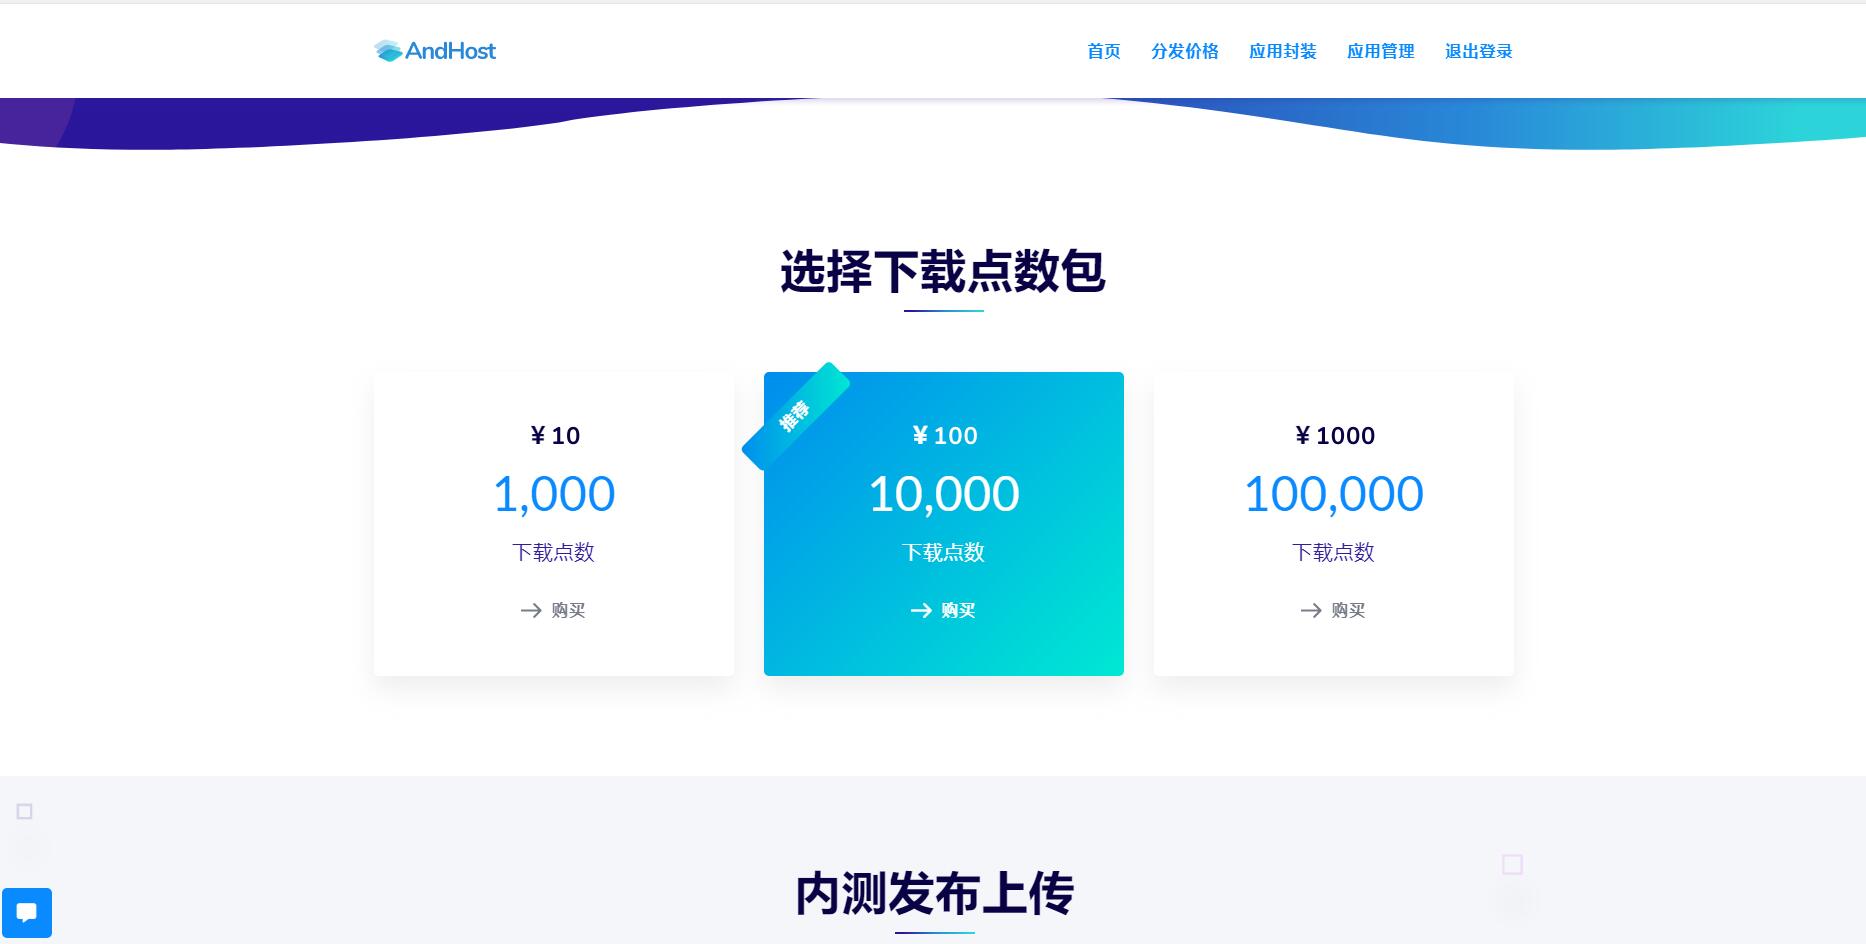 AndHost
首页 分发价格 应用封装 应用管理 退出登录
选择下载点数包
¥ 10
1,000
下载点数
购买
推荐
¥ 100
10,000
下载点数
购买
¥ 1000
100,000
下载点数
购买
内测发布上传